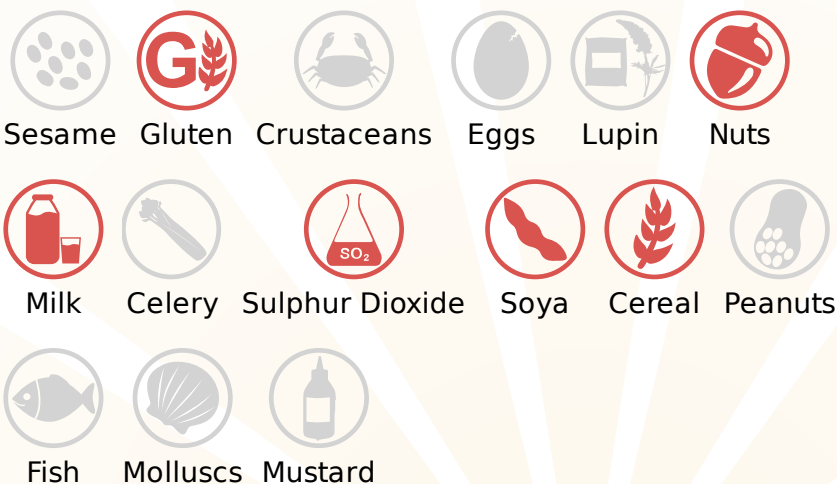 G
Sesame Gluten Crustaceans Eggs Lupin Nuts
SO₂
Milk Celery Sulphur Dioxide Soya Cereal Peanuts
Fish Molluscs Mustard